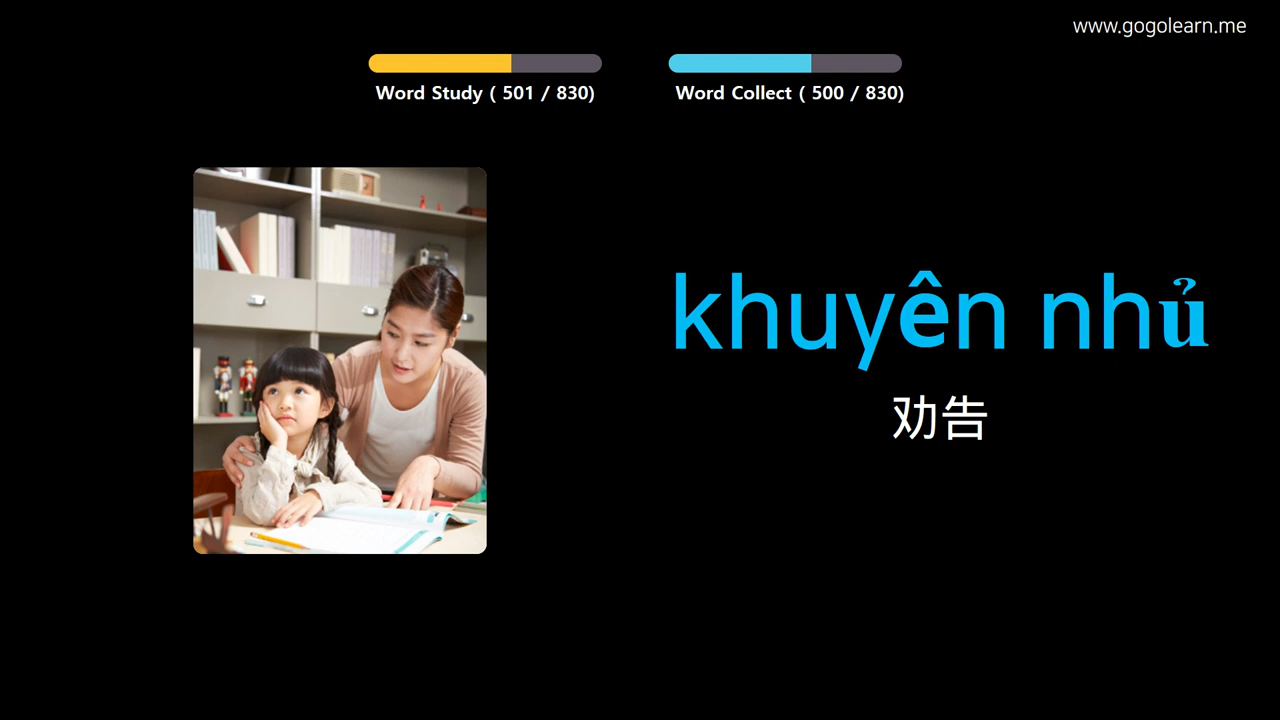 www.gogolearn.me
Word Study ( 501 / 830)
Word Collect ( 500 / 830)
khuyên nhủ
劝告